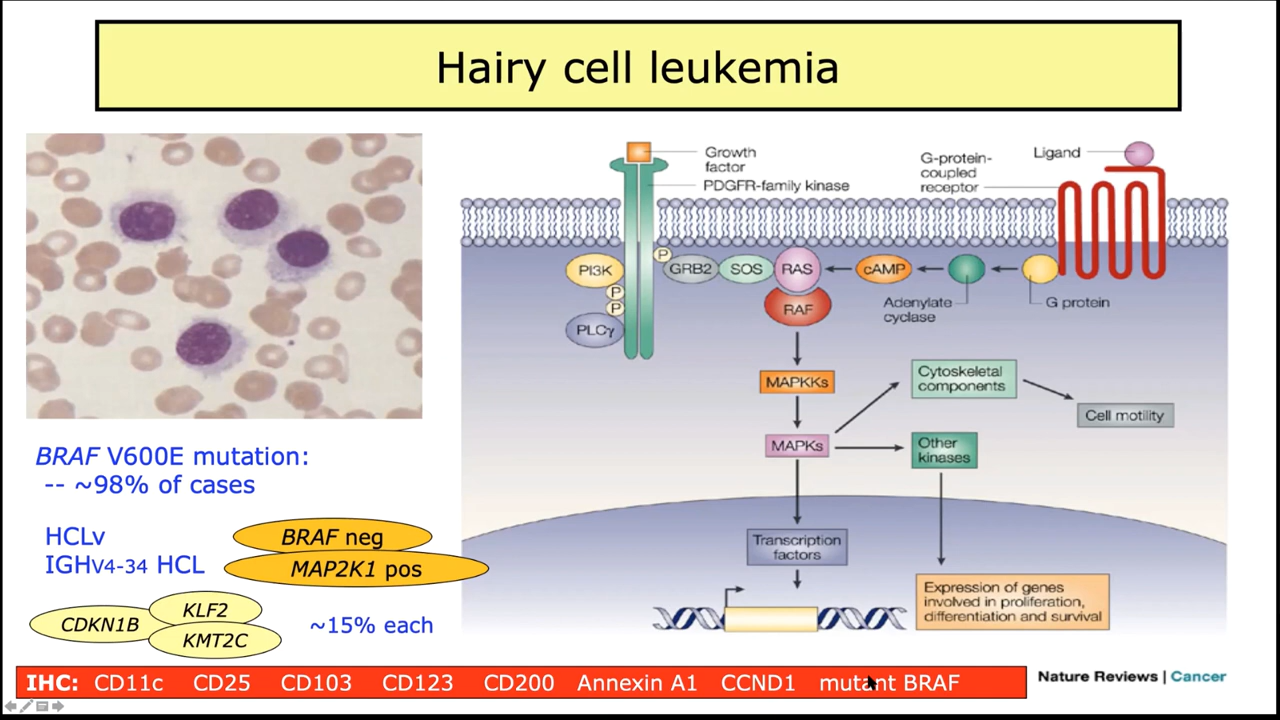 Hairy cell leukemia
BRAF V600E mutation:
-- ~98% of cases
HCLv
IGHV4-34 HCL
BRAF neg
MAP2K1 pos
CDKN1B
KLF2
KMT2C
~15% each
Growth
factor
PDGFR-family kinase
G-protein-
coupled
receptor
Ligand
PI3K
P
P
P
PLCγ
GRB2
SOS
RAS
RAF
cAMP
Adenylate
cyclase
G protein
MAPKKs
MAPKs
Cytoskeletal
components
Cell motility
Other
kinases
Transcription
factors
Expression of genes
involved in proliferation,
differentiation and survival
IHC: CD11c CD25 CD103 CD123 CD200 Annexin A1 CCND1 mutant BRAF
Nature Reviews | Cancer